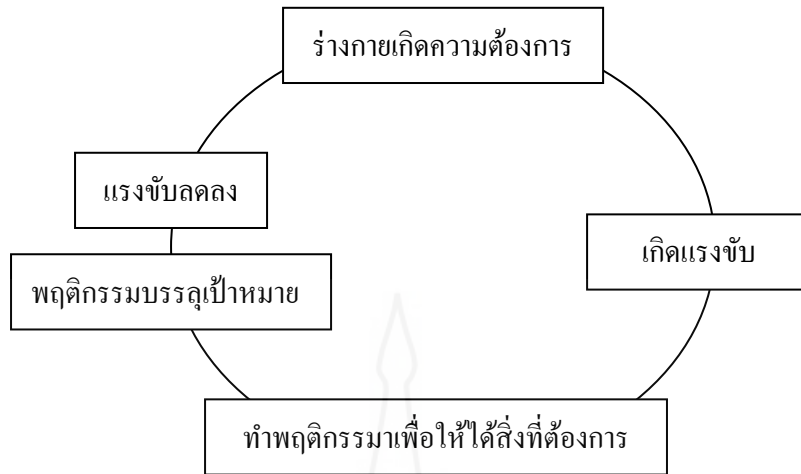 ร่างกายเกิดความต้องการ
แรงขับลดลง
เกิดแรงขับ
พฤติกรรมบรรลุเป้าหมาย
ทำพฤติกรรมาเพื่อให้ได้สิ่งที่ต้องการ